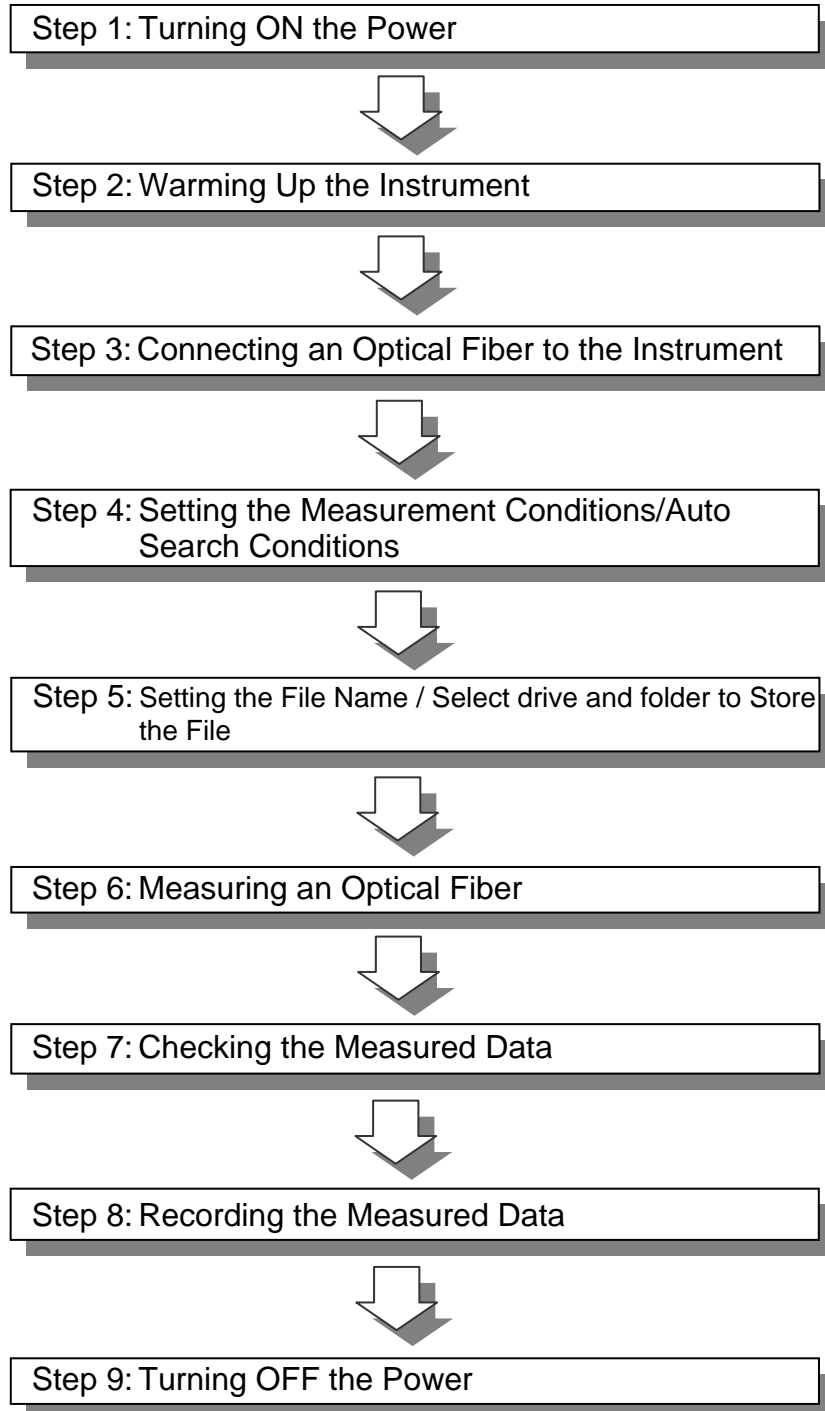 Step 1: Turning ON the Power
Step 2: Warming Up the Instrument
Step 3: Connecting an Optical Fiber to the Instrument
Step 4: Setting the Measurement Conditions/Auto
Search Conditions
Step 5: Setting the File Name / Select drive and folder to Store
the File
Step 6: Measuring an Optical Fiber
Step 7: Checking the Measured Data
Step 8: Recording the Measured Data
Step 9: Turning OFF the Power